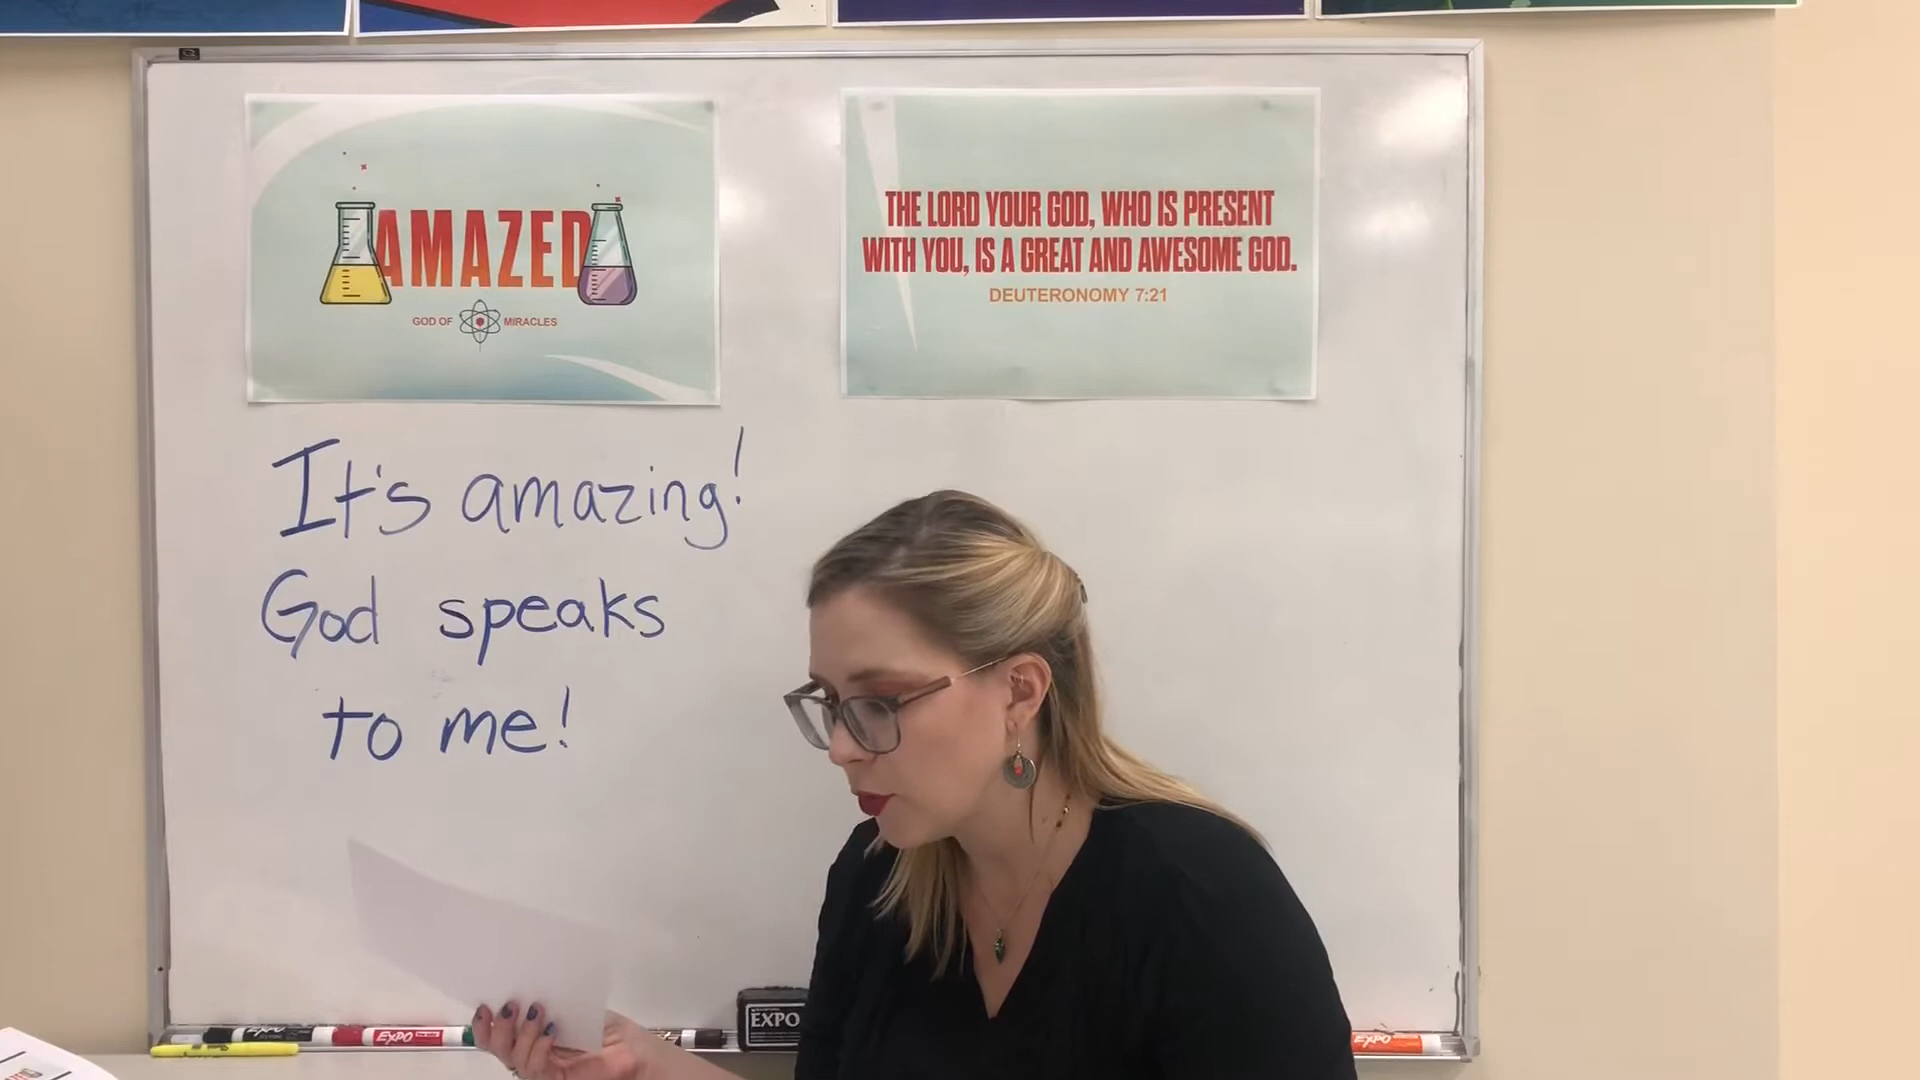 AMAZED
GOD OF MIRACLES
THE LORD YOUR GOD, WHO IS PRESENT
WITH YOU, IS A GREAT AND AWESOME GOD.
DEUTERONOMY 7:21
It's amazing!
God speaks
to me!
EXPO
EXPO
EXPO
EXPO